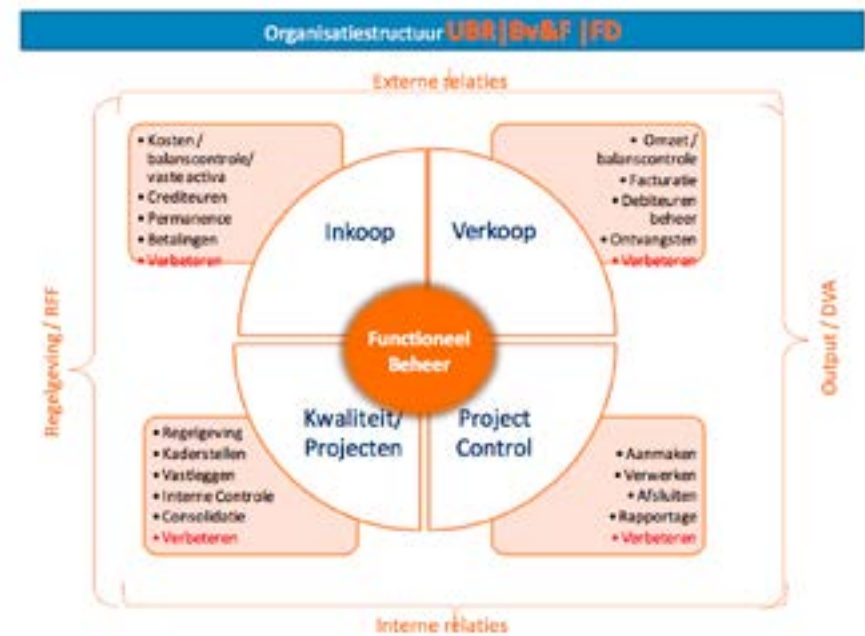 Organisatiestructuur UBR|Bv&F |FD
Externe relaties
• Kosten /
balanscontrole/
vaste activa
• Crediteuren
• Permanence
• Betalingen
• Verbeteren
• Omzet /
balanscontrole
• Facturatie
• Debiteuren
beheer
• Ontvangsten
• Verbeteren
Inkoop
Verkoop
Regelgeving / RFF
Functioneel
Beheer
Output / DVA
Kwaliteit/
Projecten
Project
Control
• Regelgeving
• Kaderstellen
• Vastleggen
• Interne Controle
• Consolidatie
• Verbeteren
• Aanmaken
• Verwerken
• Afsluiten
• Rapportage
• Verbeteren
Interne relaties